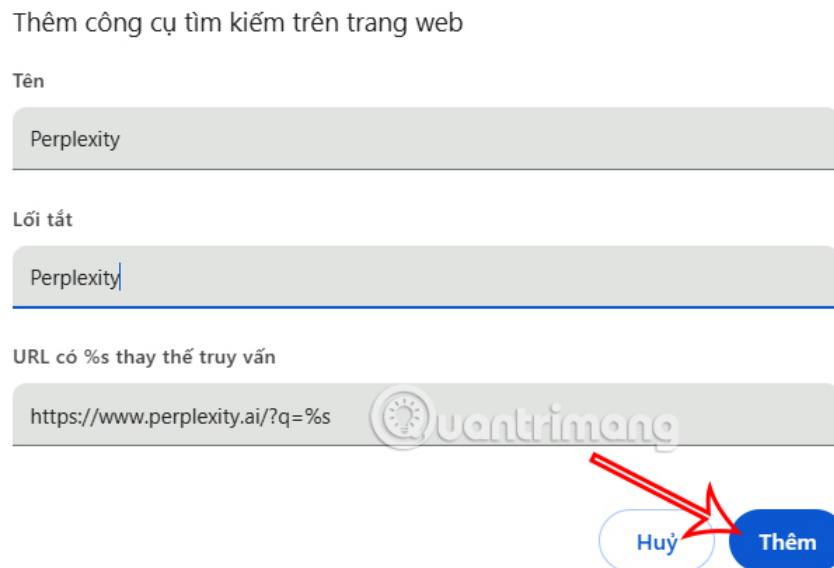 Thêm công cụ tìm kiếm trên trang web
Tên
Perplexity
Lối tắt
Perplexity
URL có %s thay thế truy vấn
https://www.perplexity.ai/?q=%s
Quantrimang
Huỷ
Thêm